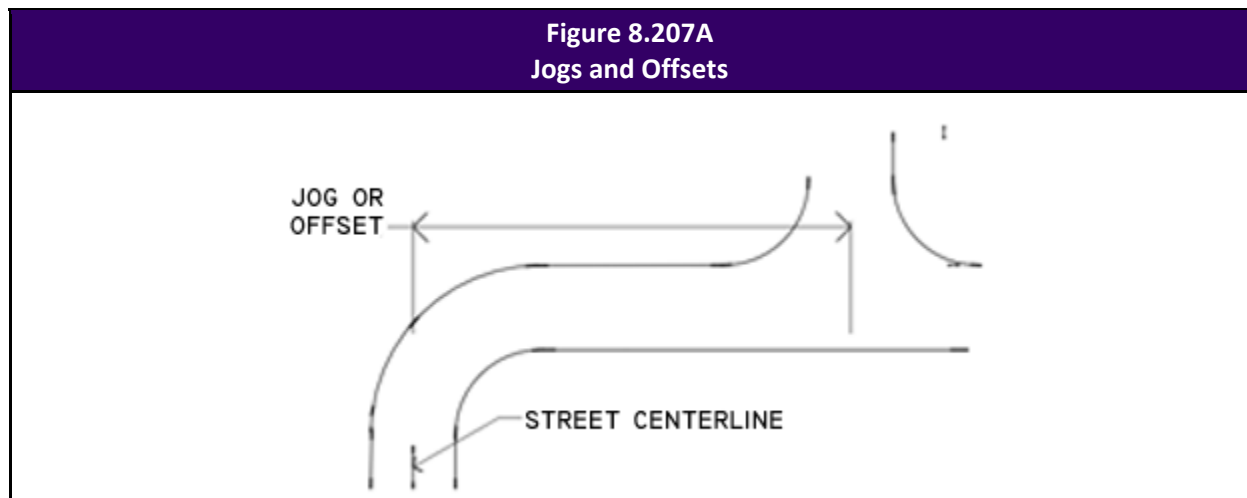 Figure 8.207A
Jogs and Offsets
JOG OR
OFFSET
STREET CENTERLINE